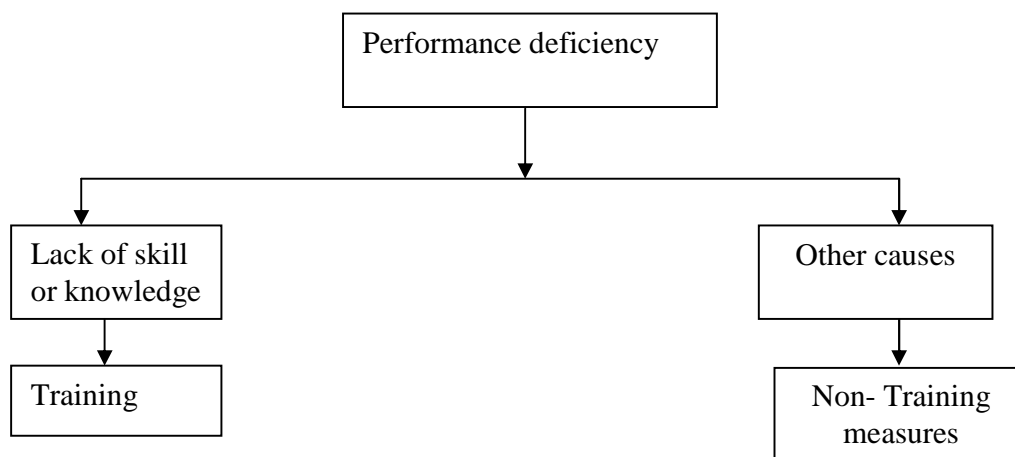 Performance deficiency
Lack of skill
or knowledge
Other causes
Training
Non- Training
measures